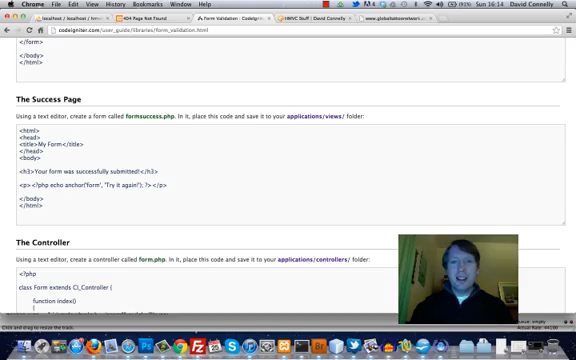 Chrome File Edit View History Bookmarks Window Help
Sun 16:14 David Connelly
localhost / localhost / 
404 Page Not Found
Form Validation : CodeIgniter
HMVC Stuff
David Connelly
codeigniter.com/user_guide/libraries/form_validation.html
</form>
</body>
</html>
The Success Page
Using a text editor, create a form called formsuccess.php. In it, place this code and save it to your applications/views/ folder:
<html>
<head>
<title>My Form</title>
</head>
<body>
<h3>Your form was successfully submitted!</h3>
<p><?php echo anchor('form', 'Try it again!'); ?></p>
</body>
</html>
The Controller
Using a text editor, create a controller called form.php. In it, place this code and save it to your applications/controllers/ folder:
<?php
class Form extends CI_Controller {
function index()
{
Click and drag to resize the track.